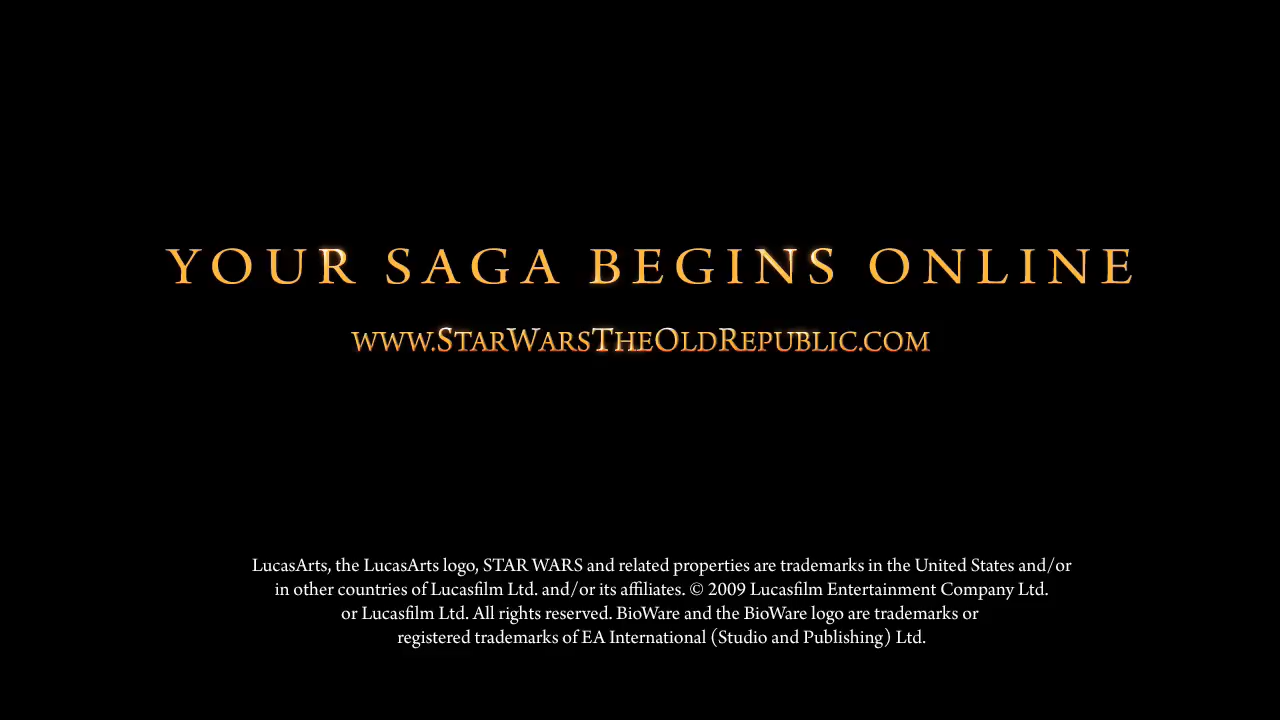 YOUR SAGA BEGINS ONLINE
WWW.STARWARSTHEOLDREPUBLIC.COM
LucasArts, the LucasArts logo, STAR WARS and related properties are trademarks in the United States and/or
in other countries of Lucasfilm Ltd. and/or its affiliates. © 2009 Lucasfilm Entertainment Company Ltd.
or Lucasfilm Ltd. All rights reserved. BioWare and the BioWare logo are trademarks or
registered trademarks of EA International (Studio and Publishing) Ltd.